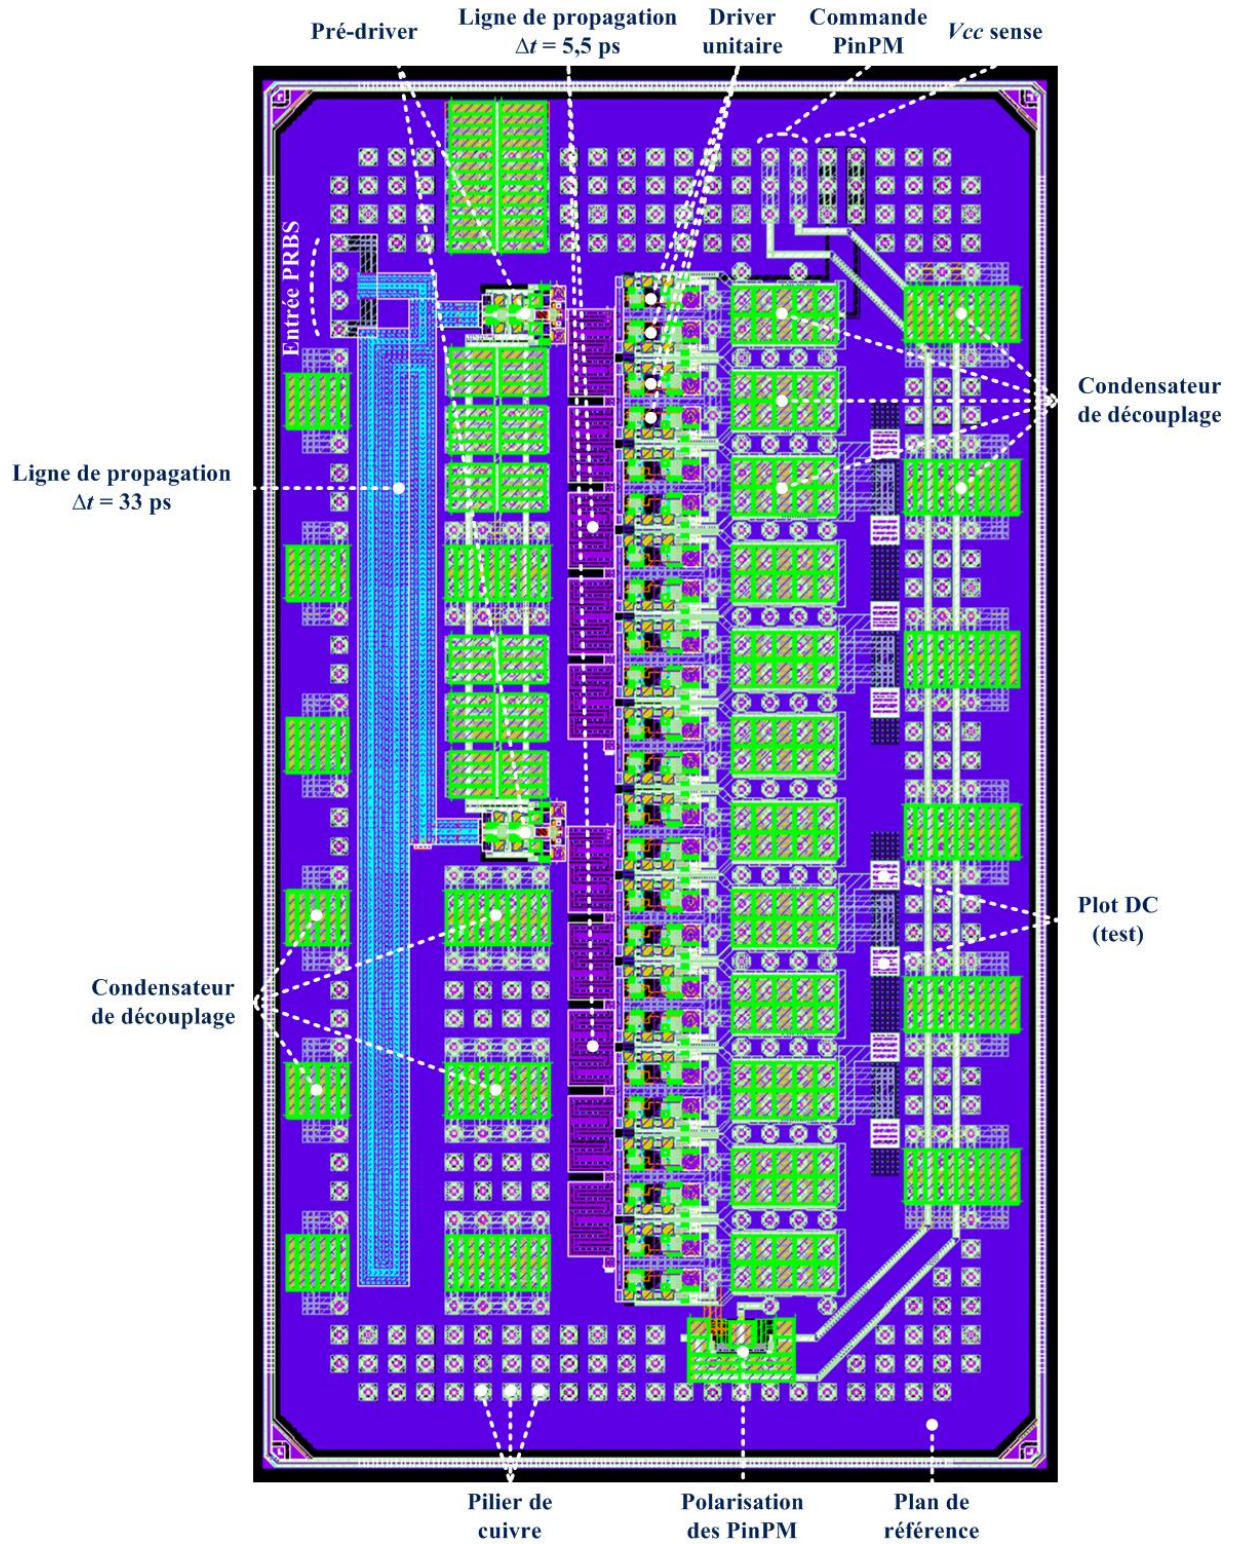 Pré-driver
Ligne de propagation
Δt = 5,5 ps
Driver
unitaire
Commande
PinPM
Vcc sense
Entrée PRBS
Ligne de propagation
Δt = 33 ps
Condensateur
de découplage
Condensateur
de découplage
Plot DC
(test)
Pilier de
cuivre
Polarisation
des PinPM
Plan de
référence